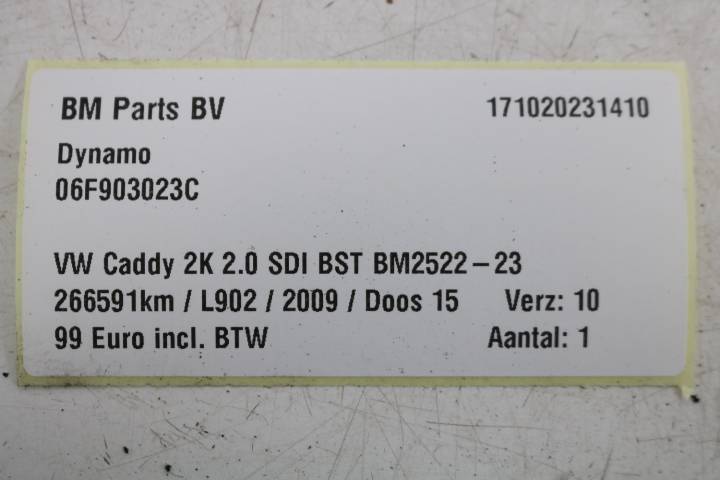 BM Parts BV 171020231410
Dynamo
06F903023C
VW Caddy 2K 2.0 SDI BST BM2522-23
266591km / L902 / 2009 / Doos 15 Verz: 10
99 Euro incl. BTW Aantal: 1